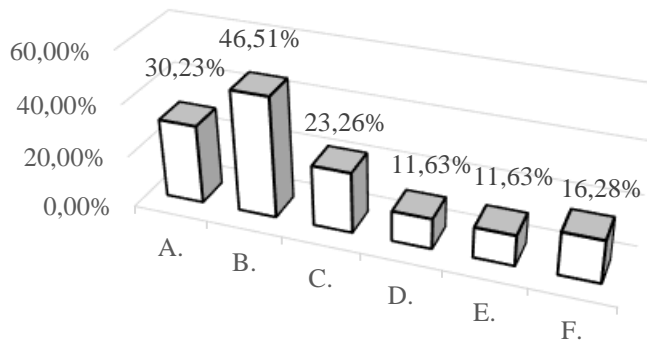 60,00%
40,00%
20,00%
0,00%
30,23%
46,51%
23,26%
11,63%
11,63%
16,28%
A.
B.
C.
D.
E.
F.